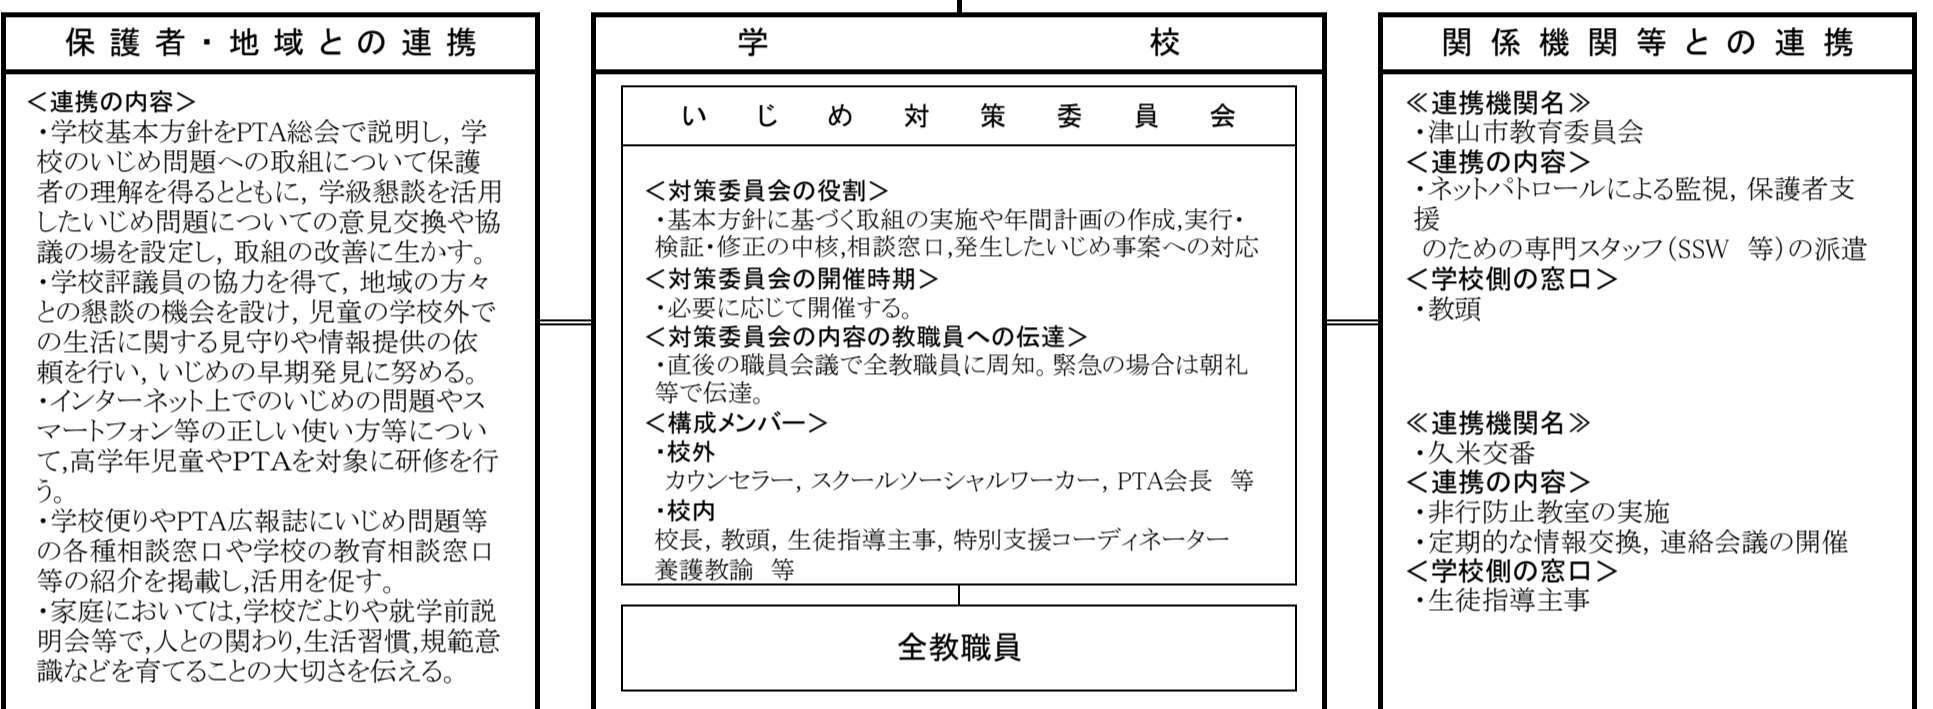 保護者・地域との連携
＜連携の内容＞
・学校基本方針をPTA総会で説明し，学
校のいじめ問題への取組について保護
者の理解を得るとともに，学級懇談を活用
したいじめ問題についての意見交換や協
議の場を設定し，取組の改善に生かす。
・学校評議員の協力を得て，地域の方々
との懇談の機会を設け，児童の学校外で
の生活に関する見守りや情報提供の依
頼を行い，いじめの早期発見に努める。
・インターネット上でのいじめの問題やス
マートフォン等の正しい使い方等につい
て,高学年児童やPTAを対象に研修を行
う。
・学校便りやPTA広報誌にいじめ問題等
の各種相談窓口や学校の教育相談窓口
等の紹介を掲載し,活用を促す。
・家庭においては,学校だよりや就学前説
明会等で,人との関わり,生活習慣,規範意
識などを育てることの大切さを伝える。
学校
いじめ対策委員会
＜対策委員会の役割＞
・基本方針に基づく取組の実施や年間計画の作成,実行・
検証・修正の中核,相談窓口,発生したいじめ事案への対応
＜対策委員会の開催時期＞
・必要に応じて開催する。
＜対策委員会の内容の教職員への伝達＞
・直後の職員会議で全教職員に周知。緊急の場合は朝礼
等で伝達。
＜構成メンバー＞
・校外
カウンセラー，スクールソーシャルワーカー，PTA会長　等
・校内
校長，教頭，生徒指導主事，特別支援コーディネーター
養護教諭　等
全教職員
関係機関等との連携
≪連携機関名≫
・津山市教育委員会
＜連携の内容＞
・ネットパトロールによる監視，保護者支
援
のための専門スタッフ（SSW　等）の派遣
＜学校側の窓口＞
・教頭
≪連携機関名≫
・久米交番
＜連携の内容＞
・非行防止教室の実施
・定期的な情報交換，連絡会議の開催
＜学校側の窓口＞
・生徒指導主事